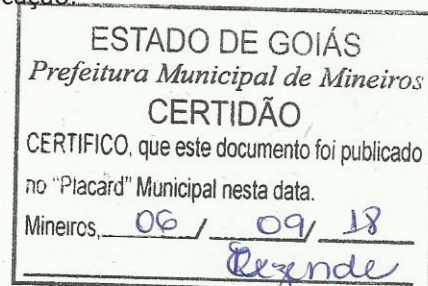 cação.
ESTADO DE GOIÁS
Prefeitura Municipal de Mineiros
CERTIDÃO
CERTIFICO, que este documento foi publicado
no "Placard" Municipal nesta data.
Mineiros, 06 / 09 / 18
Rezende